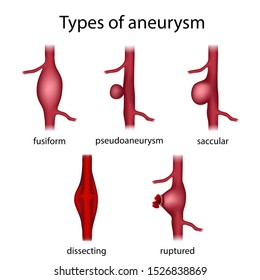 Types of aneurysm
fusiform
pseudoaneurysm
saccular
dissecting
ruptured
shutterstock.com · 1526838869